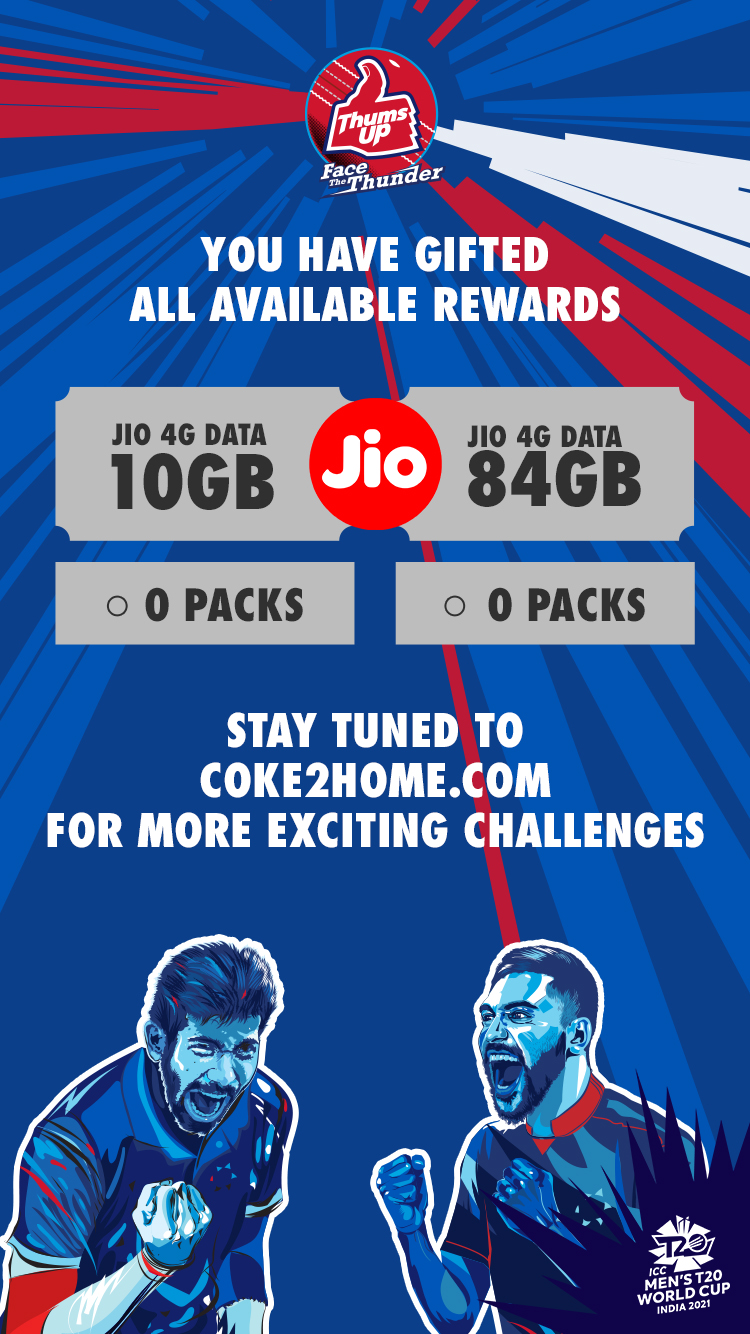 Thums
UP
Face
The Thunder
YOU HAVE GIFTED
ALL AVAILABLE REWARDS
JIO 4G DATA
10GB
Jio
JIO 4G DATA
84GB
0 PACKS
0 PACKS
STAY TUNED TO
COKE2HOME.COM
FOR MORE EXCITING CHALLENGES
T20
ICC
MEN'S T20
WORLD CUP
INDIA 2021